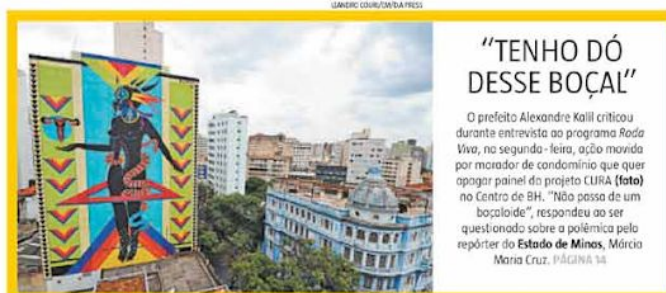 LEANDRO COURI/EM/D.A PRESS
"TENHO DÓ
DESSE BOÇAL"
O prefeito Alexandre Kalil criticou
durante entrevista ao programa Roda
Viva, na segunda-feira, ação movida
por morador de condomínio que quer
apagar painel do projeto CURA (foto)
no Centro de BH. "Não passa de um
boçaloide", respondeu ao ser
questionado sobre a polêmica pelo
repórter do Estado de Minas, Márcia
Maria Cruz. PÁGINA 14